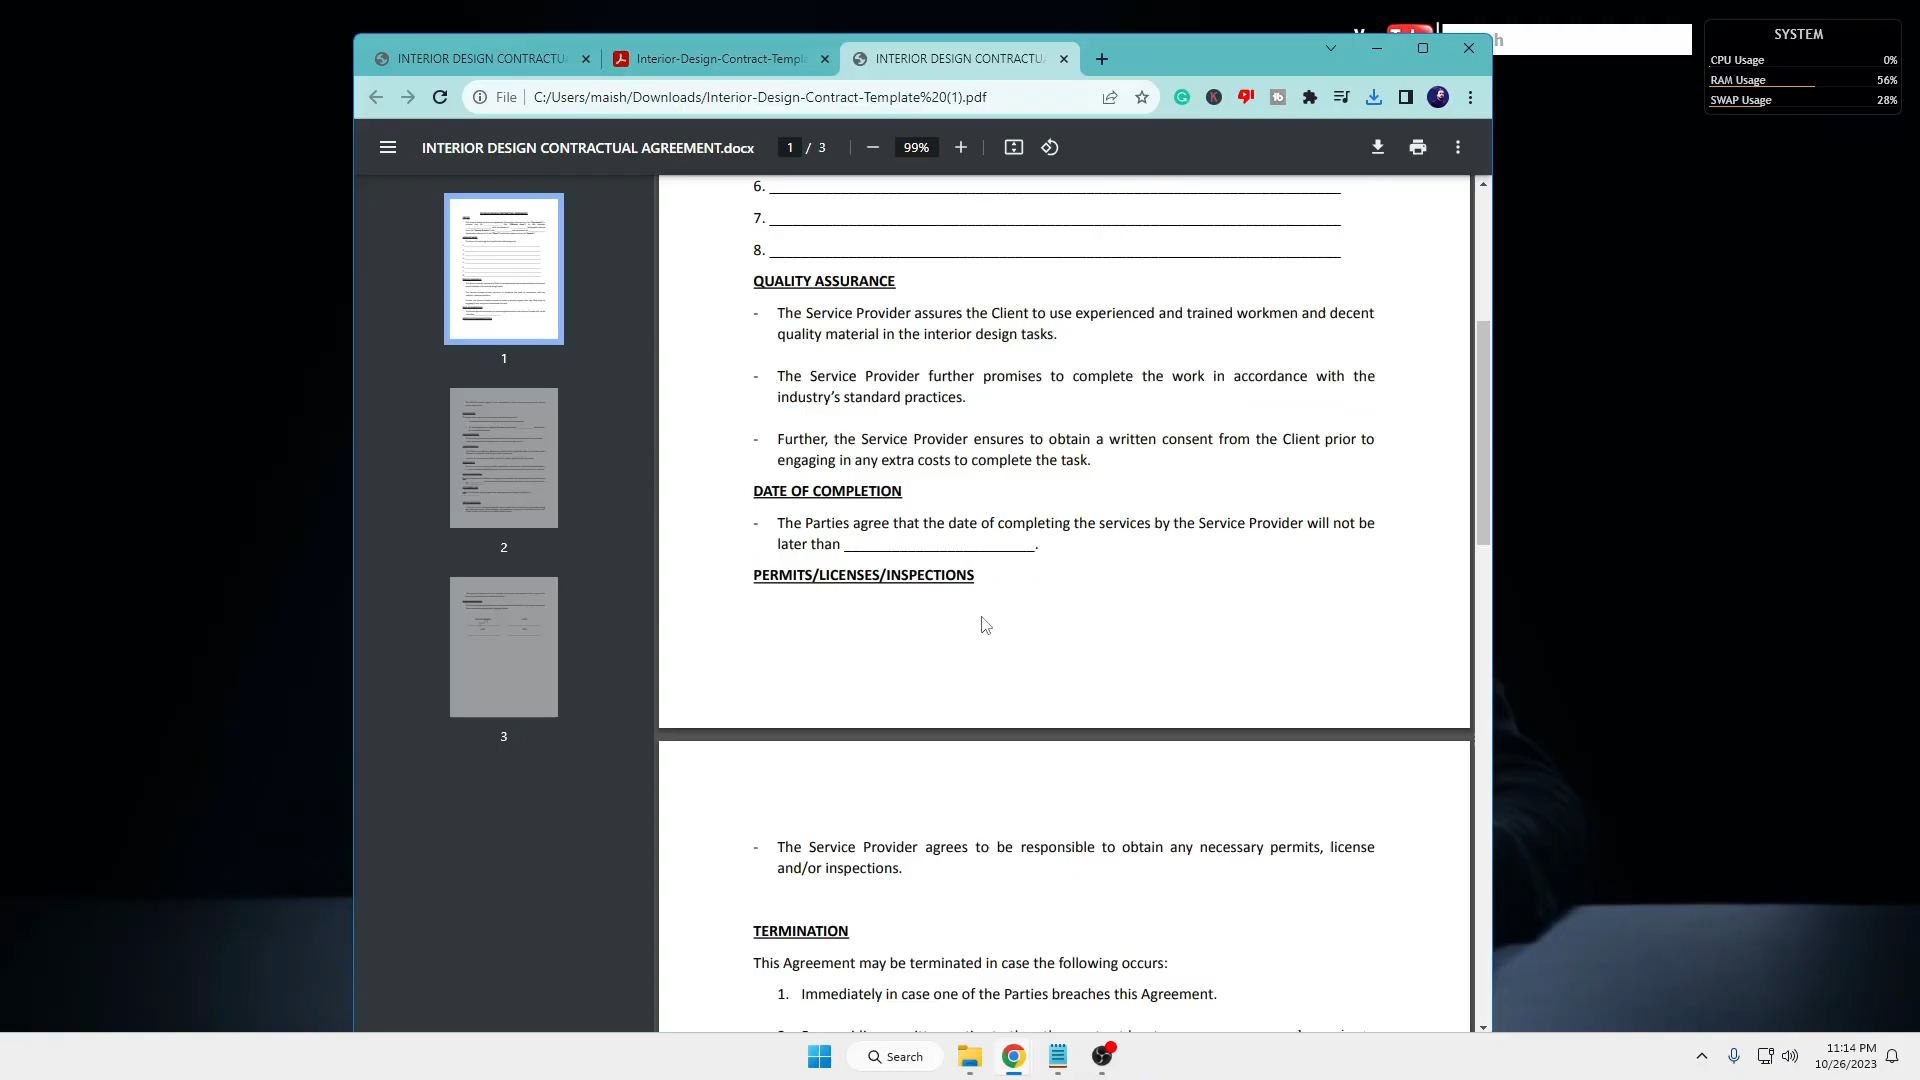 SYSTEM
CPU Usage 0%
RAM Usage 56%
SWAP Usage 28%
INTERIOR DESIGN CONTRACTU
Interior-Design-Contract-Templa
INTERIOR DESIGN CONTRACTU
File
C:/Users/maish/Downloads/Interior-Design-Contract-Template%20(1).pdf
INTERIOR DESIGN CONTRACTUAL AGREEMENT.docx
1 / 3
99%
6.
7.
8.
QUALITY ASSURANCE
- The Service Provider assures the Client to use experienced and trained workmen and decent
quality material in the interior design tasks.
- The Service Provider further promises to complete the work in accordance with the
industry’s standard practices.
- Further, the Service Provider ensures to obtain a written consent from the Client prior to
engaging in any extra costs to complete the task.
DATE OF COMPLETION
- The Parties agree that the date of completing the services by the Service Provider will not be
later than ________________________.
PERMITS/LICENSES/INSPECTIONS
- The Service Provider agrees to be responsible to obtain any necessary permits, license
and/or inspections.
TERMINATION
This Agreement may be terminated in case the following occurs:
1. Immediately in case one of the Parties breaches this Agreement.
1
2
3
Search
11:14 PM
10/26/2023